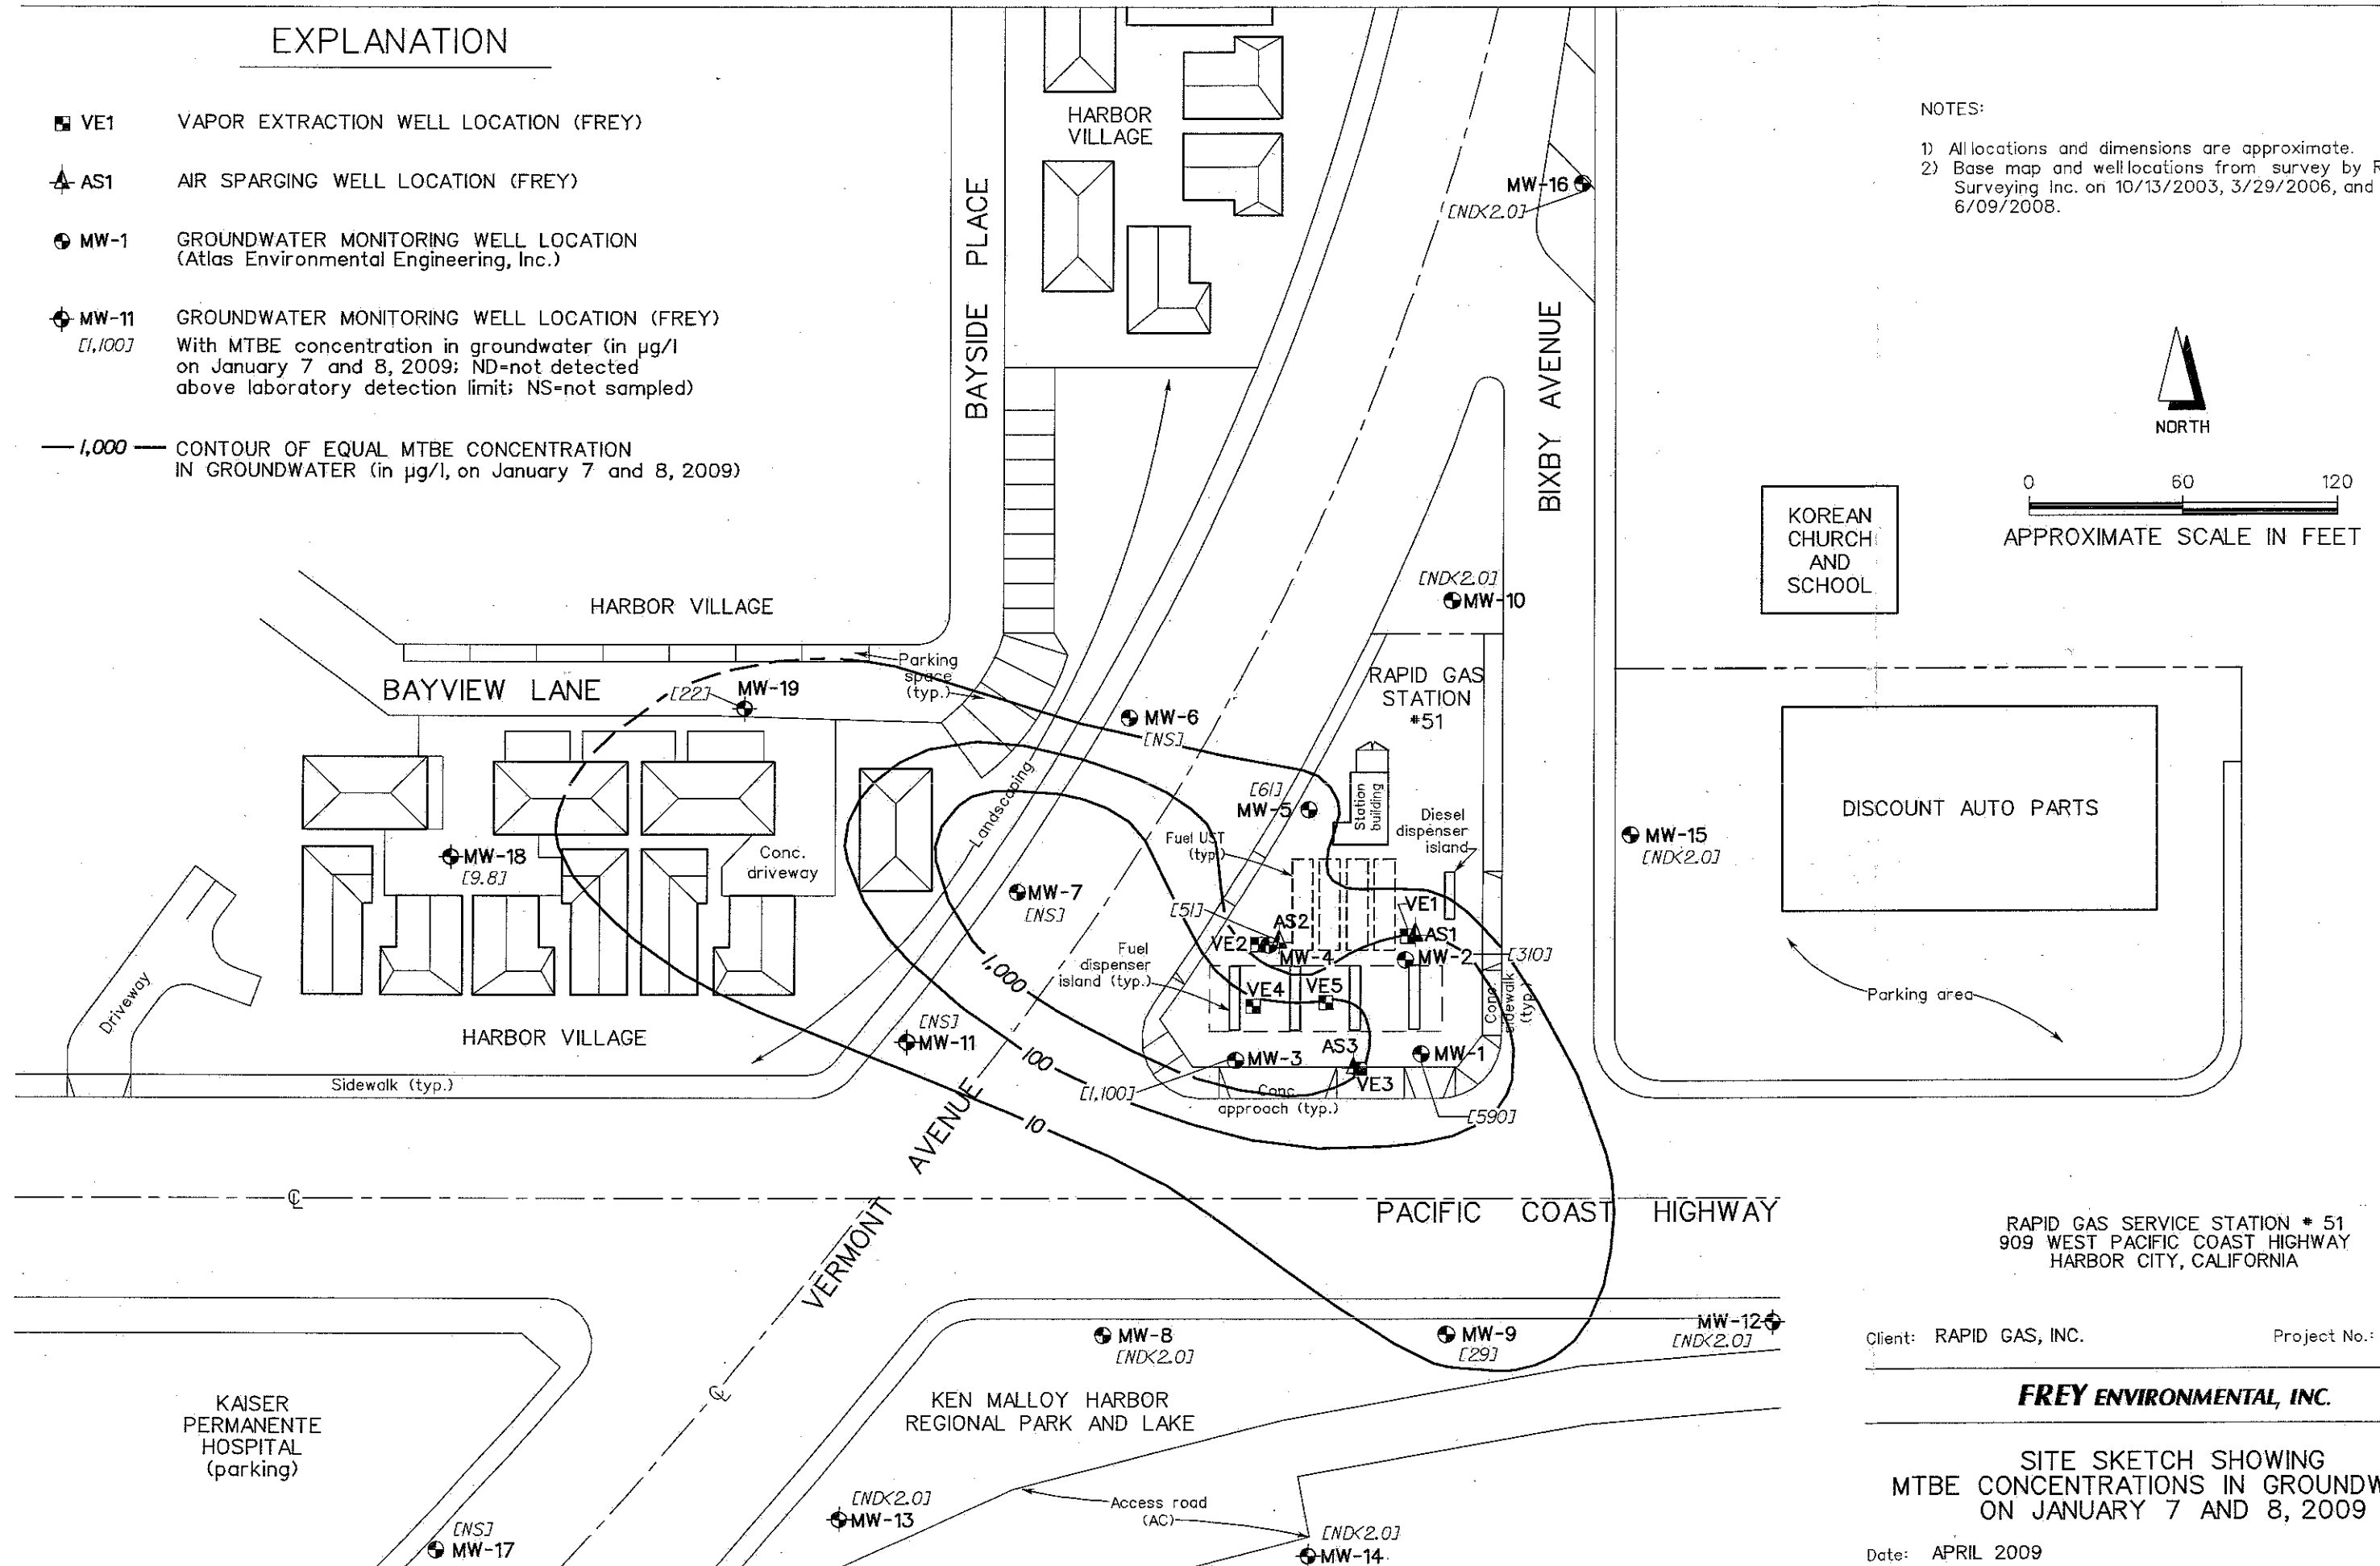 EXPLANATION
VE1 VAPOR EXTRACTION WELL LOCATION (FREY)
AS1 AIR SPARGING WELL LOCATION (FREY)
MW-1 GROUNDWATER MONITORING WELL LOCATION
(Atlas Environmental Engineering, Inc.)
MW-11 GROUNDWATER MONITORING WELL LOCATION (FREY)
[1,100] With MTBE concentration in groundwater (in µg/l
on January 7 and 8, 2009; ND=not detected
above laboratory detection limit; NS=not sampled)
1,000 CONTOUR OF EQUAL MTBE CONCENTRATION
IN GROUNDWATER (in µg/l, on January 7 and 8, 2009)
HARBOR
VILLAGE
BAYSIDE PLACE
MW-16
[ND<2.0]
BIXBY AVENUE
NOTES:
1) All locations and dimensions are approximate.
2) Base map and well locations from survey by
Surveying Inc. on 10/13/2003, 3/29/2006, and
6/09/2008.
NORTH
0 60 120
APPROXIMATE SCALE IN FEET
KOREAN
CHURCH
AND
SCHOOL
[ND<2.0]
MW-10
HARBOR VILLAGE
Parking
space
(typ.)
BAYVIEW LANE
[22]
MW-19
RAPID GAS
STATION
#51
MW-6
[NS]
[61]
MW-5
Station
building
Diesel
dispenser
island
Fuel UST
(typ.)
DISCOUNT AUTO PARTS
MW-15
[ND<2.0]
Landscaping
Conc.
driveway
MW-18
[9.8]
MW-7
[NS]
[51]
AS2
VE1
VE2
AS1
MW-4
MW-2
[310]
Fuel
dispenser
island (typ.)
1,000
VE4
VE5
Conc.
sidewalk
(typ.)
Parking area
Driveway
HARBOR VILLAGE
[NS]
MW-11
100
MW-3
AS3
MW-1
VE3
[1,100]
Conc.
approach (typ.)
[590]
Sidewalk (typ.)
10
VERMONT AVENUE
PACIFIC COAST HIGHWAY
RAPID GAS SERVICE STATION # 51
909 WEST PACIFIC COAST HIGHWAY
HARBOR CITY, CALIFORNIA
MW-8
[ND<2.0]
MW-9
[29]
MW-12
[ND<2.0]
Client: RAPID GAS, INC. Project No.:
FREY ENVIRONMENTAL, INC.
KAISER
PERMANENTE
HOSPITAL
(parking)
KEN MALLOY HARBOR
REGIONAL PARK AND LAKE
SITE SKETCH SHOWING
MTBE CONCENTRATIONS IN
ON JANUARY 7 AND 8, 2009
Access road
(AC)
[ND<2.0]
MW-13
[NS]
MW-17
[ND<2.0]
MW-14
Date: APRIL 2009